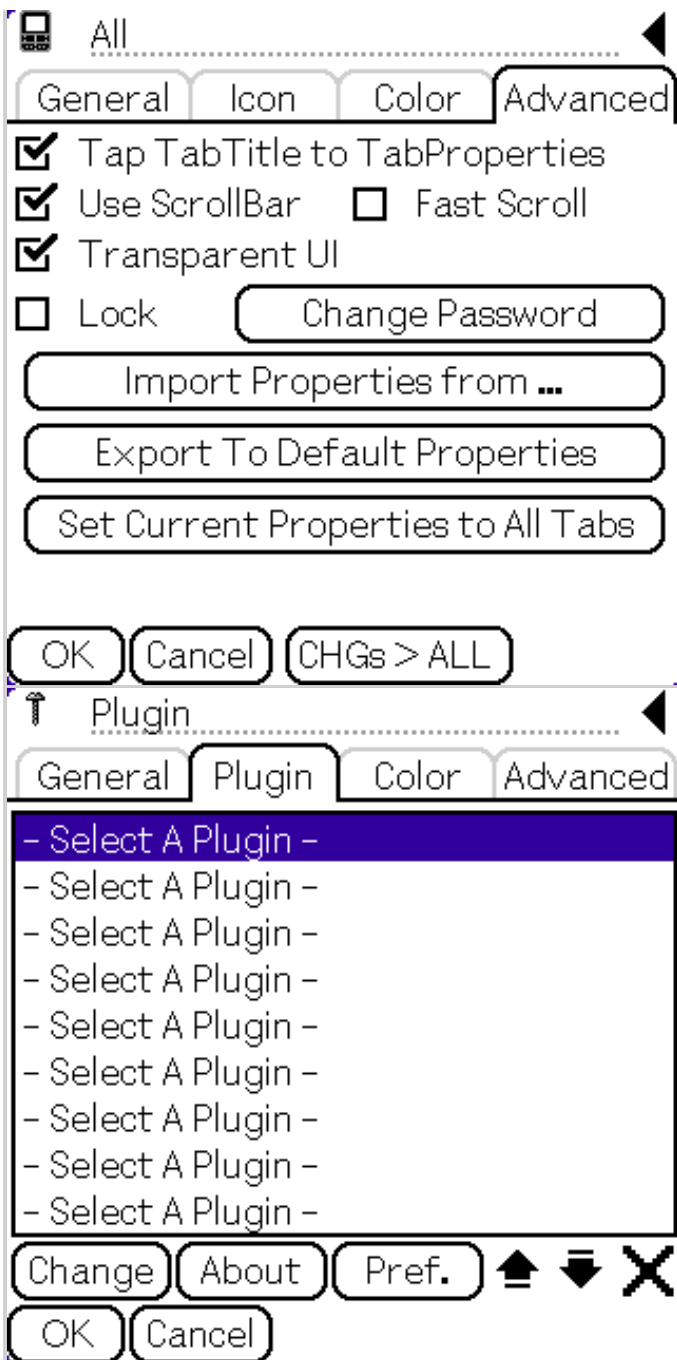 All
General Icon Color Advanced
Tap TabTitle to TabProperties
Use ScrollBar Fast Scroll
Transparent UI
Lock Change Password
Import Properties from ...
Export To Default Properties
Set Current Properties to All Tabs
OK Cancel CHGs > ALL
Plugin
General Plugin Color Advanced
- Select A Plugin -
- Select A Plugin -
- Select A Plugin -
- Select A Plugin -
- Select A Plugin -
- Select A Plugin -
- Select A Plugin -
- Select A Plugin -
- Select A Plugin -
Change About Pref.
OK Cancel